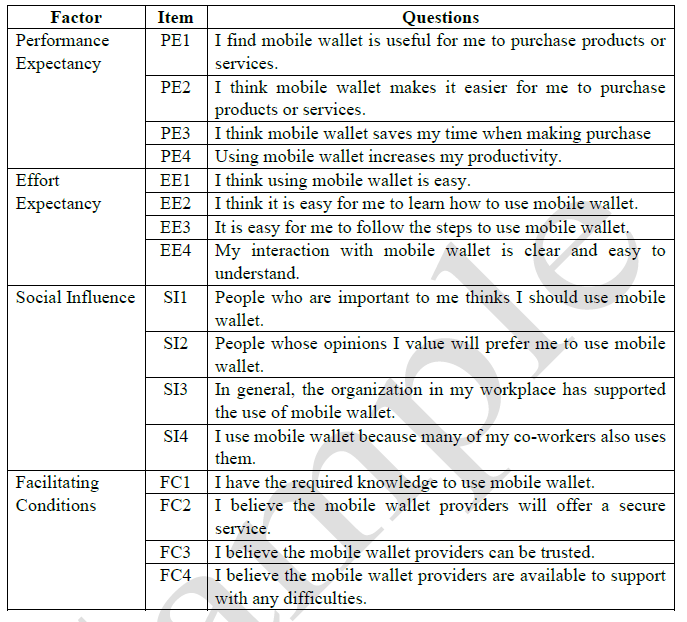 Factor Item Questions
Performance Expectancy PE1 I find mobile wallet is useful for me to purchase products or
services.
PE2 I think mobile wallet makes it easier for me to purchase
products or services.
PE3 I think mobile wallet saves my time when making purchase
PE4 Using mobile wallet increases my productivity.
Effort Expectancy EE1 I think using mobile wallet is easy.
EE2 I think it is easy for me to learn how to use mobile wallet.
EE3 It is easy for me to follow the steps to use mobile wallet.
EE4 My interaction with mobile wallet is clear and easy to
understand.
Social Influence SI1 People who are important to me thinks I should use mobile
wallet.
SI2 People whose opinions I value will prefer me to use mobile
wallet.
SI3 In general, the organization in my workplace has supported
the use of mobile wallet.
SI4 I use mobile wallet because many of my co-workers also uses
them.
Facilitating Conditions FC1 I have the required knowledge to use mobile wallet.
FC2 I believe the mobile wallet providers will offer a secure
service.
FC3 I believe the mobile wallet providers can be trusted.
FC4 I believe the mobile wallet providers are available to support
with any difficulties.